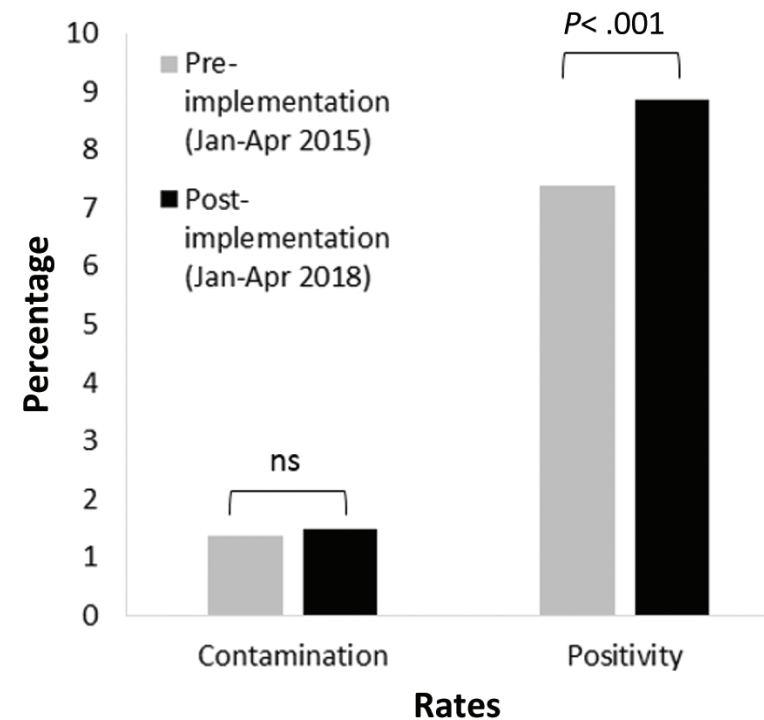 P< .001
10
9
8
7
6
5
4
3
2
1
0
Percentage
Pre-
implementation
(Jan-Apr 2015)
Post-
implementation
(Jan-Apr 2018)
ns
Contamination
Positivity
Rates